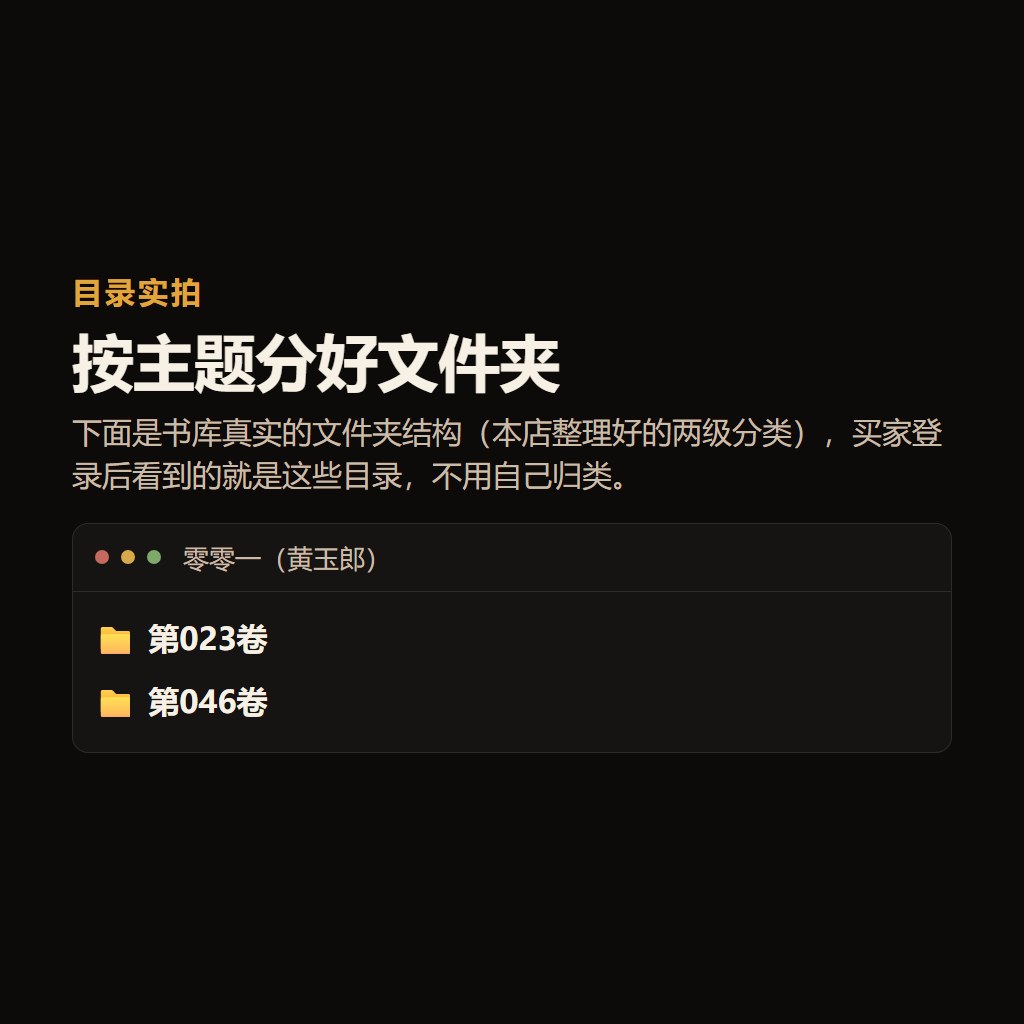 目录实拍
按主题分好文件夹
下面是书库真实的文件夹结构（本店整理好的两级分类），买家登
录后看到的就是这些目录，不用自己归类。
零零一（黄玉郎）
第023卷
第046卷